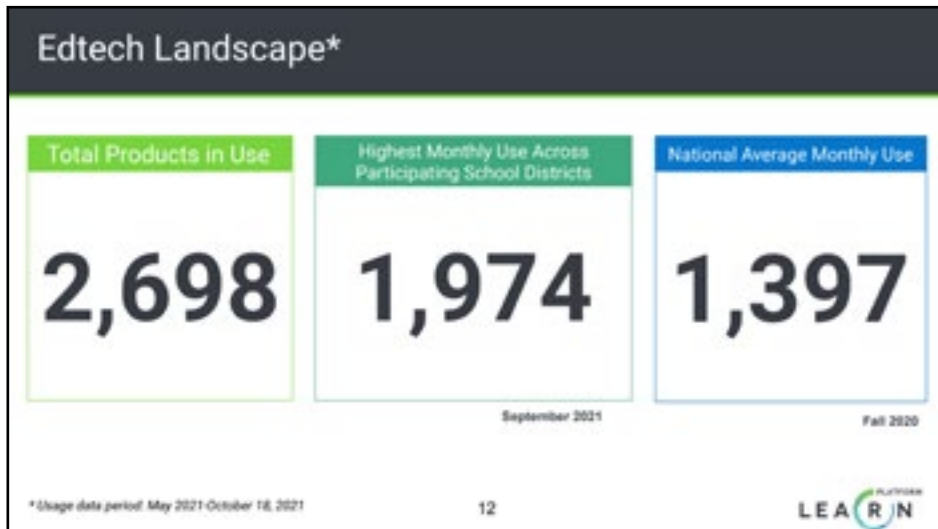 Edtech Landscape*
Total Products in Use
2,698
Highest Monthly Use Across
Participating School Districts
1,974
September 2021
National Average Monthly Use
1,397
Fall 2020
* Usage data period: May 2021-October 18, 2021
12
PLATFORM
LEARN